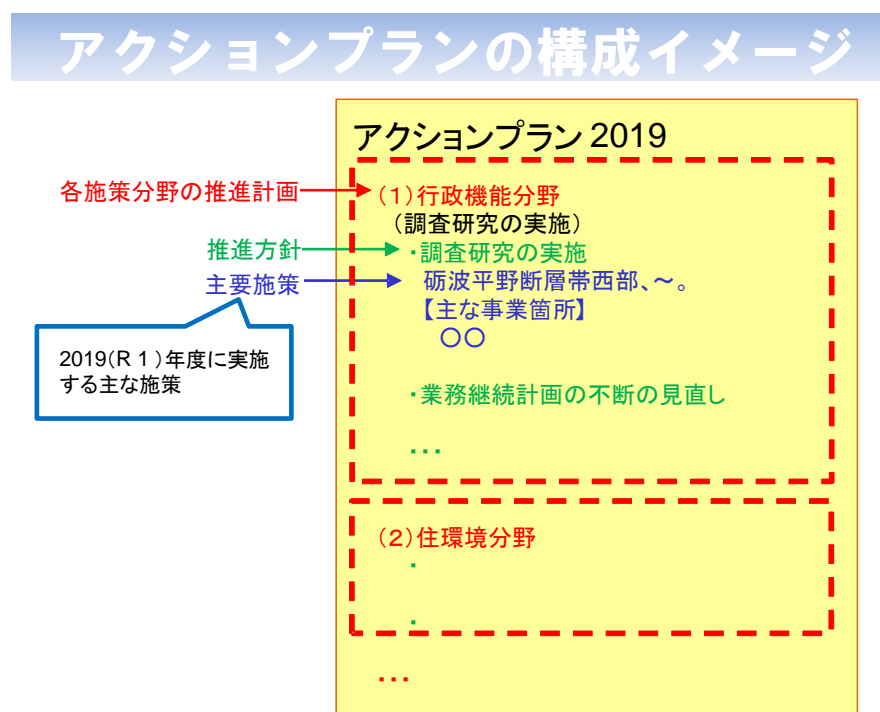 アクションプランの構成イメージ
アクションプラン 2019
各施策分野の推進計画
(1)行政機能分野
(調査研究の実施)
推進方針
・調査研究の実施
主要施策
砺波平野断層帯西部、～。
【主な事業箇所】
○○
2019(R 1)年度に実施
する主な施策
・業務継続計画の不断の見直し
・・・
(2)住環境分野
・
・
・・・